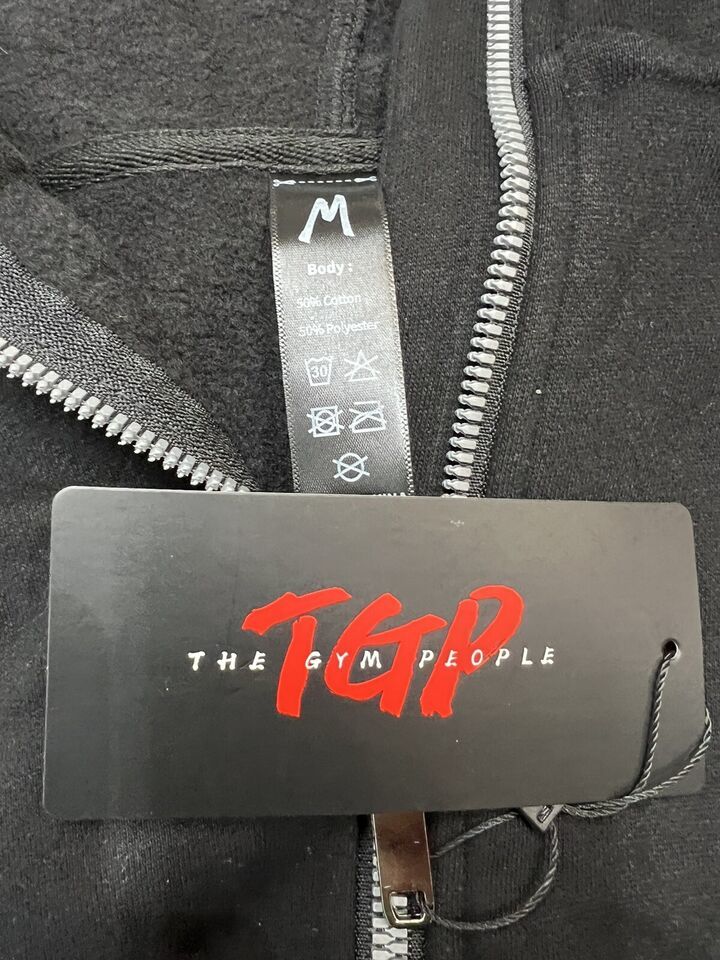 M
Body :
50% Cotton ;
50% Polyester
30
TGP
THE GYM PEOPLE